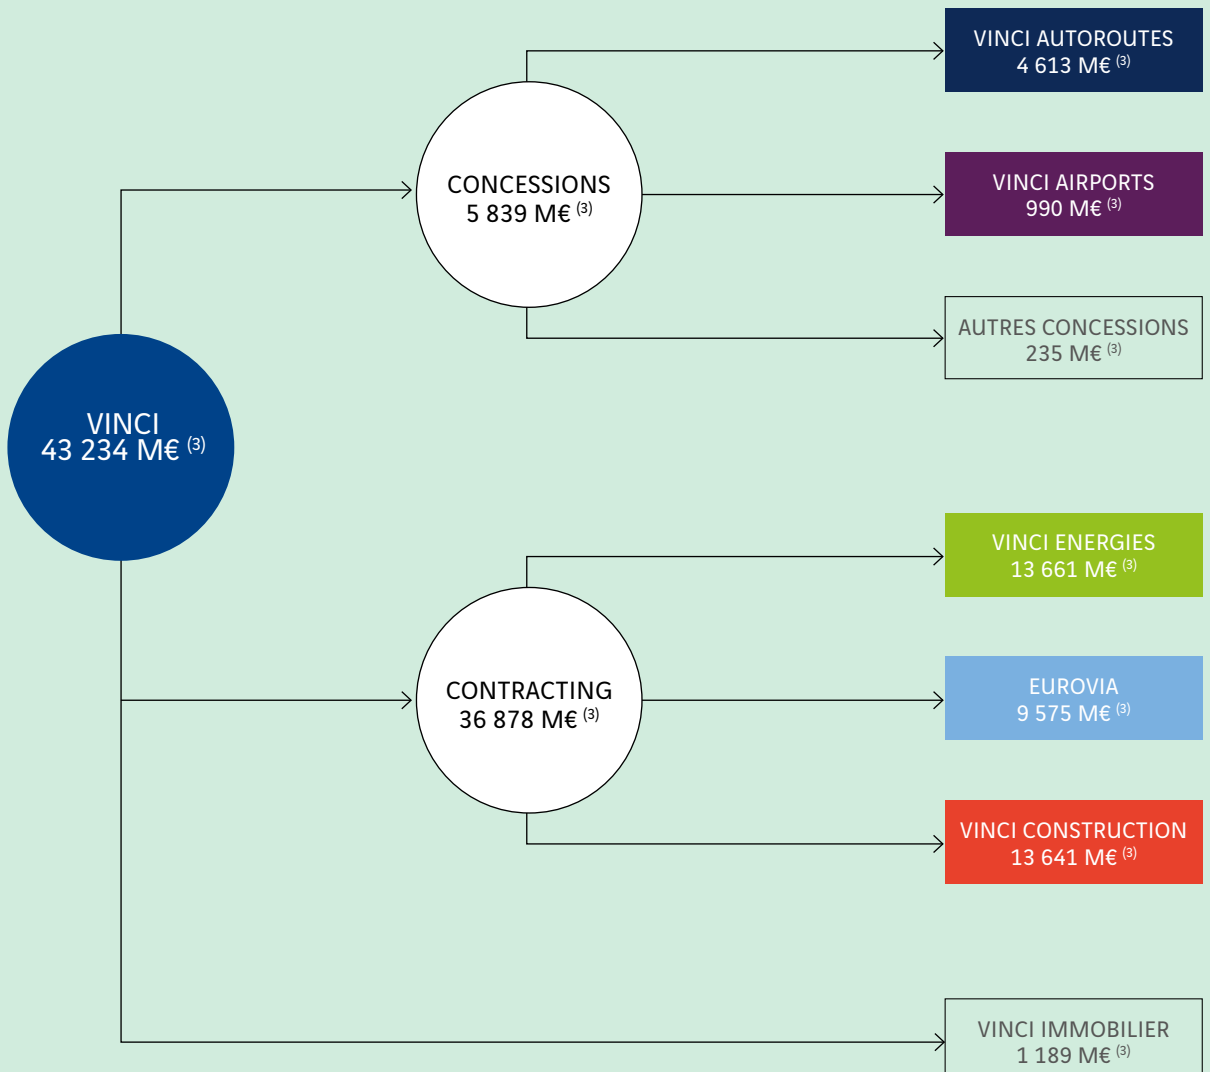 VINCI AUTOROUTES
4 613 M€ (3)
CONCESSIONS
5 839 M€ (3)
VINCI AIRPORTS
990 M€ (3)
AUTRES CONCESSIONS
235 M€ (3)
VINCI
43 234 M€ (3)
VINCI ENERGIES
13 661 M€ (3)
CONTRACTING
36 878 M€ (3)
EUROVIA
9 575 M€ (3)
VINCI CONSTRUCTION
13 641 M€ (3)
VINCI IMMOBILIER
1 189 M€ (3)